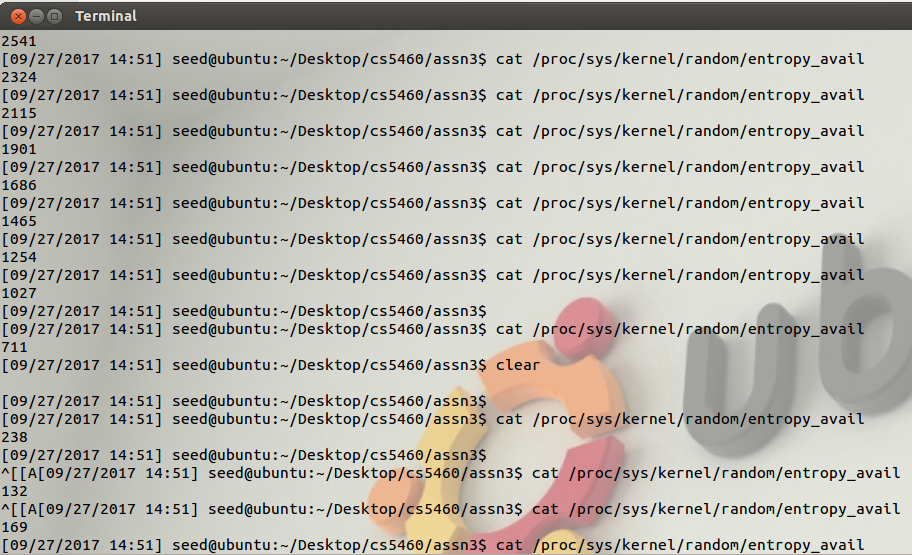 Terminal
2541
[09/27/2017 14:51] seed@ubuntu:~/Desktop/cs5460/assn3$ cat /proc/sys/kernel/random/entropy_avail
2324
[09/27/2017 14:51] seed@ubuntu:~/Desktop/cs5460/assn3$ cat /proc/sys/kernel/random/entropy_avail
2115
[09/27/2017 14:51] seed@ubuntu:~/Desktop/cs5460/assn3$ cat /proc/sys/kernel/random/entropy_avail
1901
[09/27/2017 14:51] seed@ubuntu:~/Desktop/cs5460/assn3$ cat /proc/sys/kernel/random/entropy_avail
1686
[09/27/2017 14:51] seed@ubuntu:~/Desktop/cs5460/assn3$ cat /proc/sys/kernel/random/entropy_avail
1465
[09/27/2017 14:51] seed@ubuntu:~/Desktop/cs5460/assn3$ cat /proc/sys/kernel/random/entropy_avail
1254
[09/27/2017 14:51] seed@ubuntu:~/Desktop/cs5460/assn3$ cat /proc/sys/kernel/random/entropy_avail
1027
[09/27/2017 14:51] seed@ubuntu:~/Desktop/cs5460/assn3$
[09/27/2017 14:51] seed@ubuntu:~/Desktop/cs5460/assn3$ cat /proc/sys/kernel/random/entropy_avail
711
[09/27/2017 14:51] seed@ubuntu:~/Desktop/cs5460/assn3$ clear
[09/27/2017 14:51] seed@ubuntu:~/Desktop/cs5460/assn3$
[09/27/2017 14:51] seed@ubuntu:~/Desktop/cs5460/assn3$ cat /proc/sys/kernel/random/entropy_avail
238
[09/27/2017 14:51] seed@ubuntu:~/Desktop/cs5460/assn3$
^[[A[09/27/2017 14:51] seed@ubuntu:~/Desktop/cs5460/assn3$ cat /proc/sys/kernel/random/entropy_avail
132
^[[A[09/27/2017 14:51] seed@ubuntu:~/Desktop/cs5460/assn3$ cat /proc/sys/kernel/random/entropy_avail
169
[09/27/2017 14:51] seed@ubuntu:~/Desktop/cs5460/assn3$ cat /proc/sys/kernel/random/entropy_avail
ub